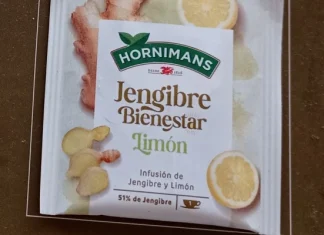 HORNIMANS
Jengibre
Bienestar
Limón
Infusión de
Jengibre y Limón
51% de Jengibre